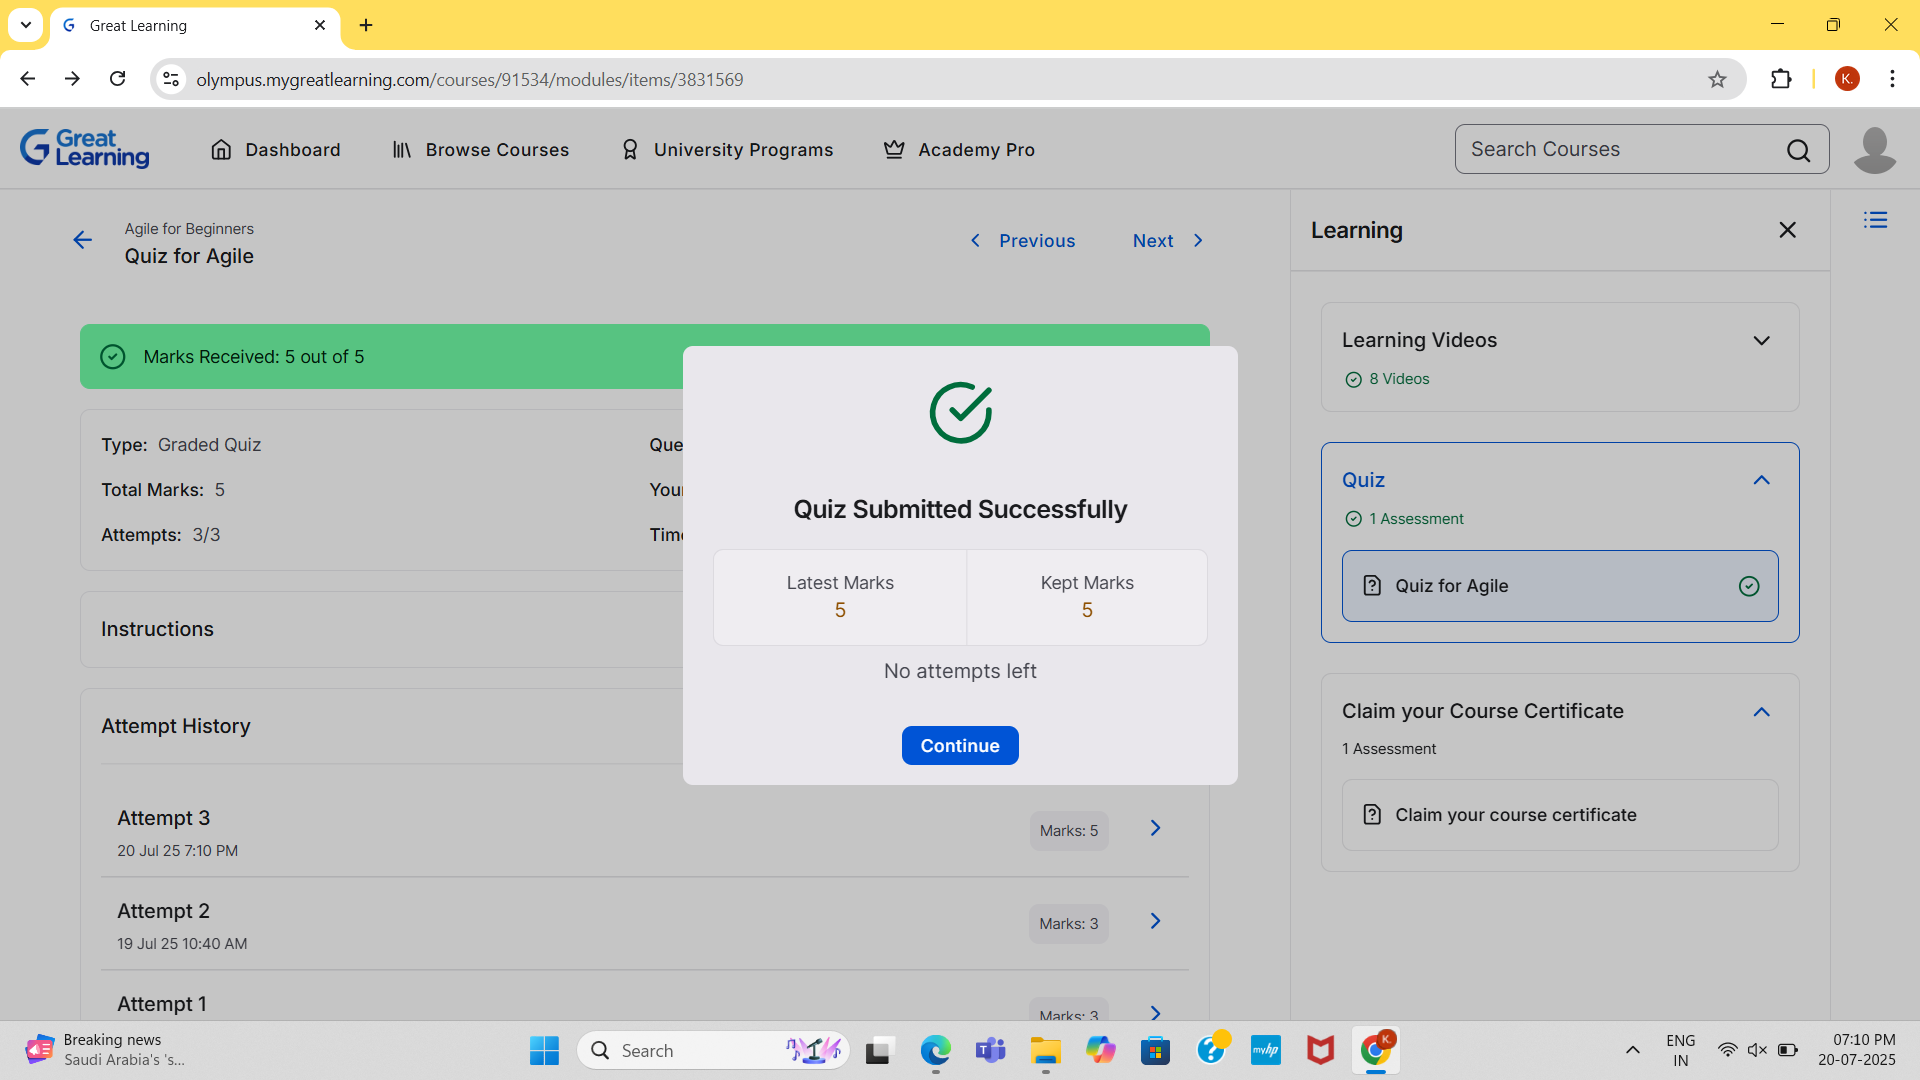 Great Learning
olympus.mygreatlearning.com/courses/91534/modules/items/3831569
K.
Great
Learning
Dashboard
Browse Courses
University Programs
Academy Pro
Search Courses
Agile for Beginners
Quiz for Agile
Previous
Next
Marks Received: 5 out of 5
Type: Graded Quiz
Total Marks: 5
Attempts: 3/3
Que
You
Time
Instructions
Attempt History
Attempt 3
20 Jul 25 7:10 PM
Marks: 5
Attempt 2
19 Jul 25 10:40 AM
Marks: 3
Attempt 1
Marks: 3
Quiz Submitted Successfully
Latest Marks
5
Kept Marks
5
No attempts left
Continue
Learning
Learning Videos
8 Videos
Quiz
1 Assessment
Quiz for Agile
Claim your Course Certificate
1 Assessment
Claim your course certificate
Breaking news
Saudi Arabia's 's...
Search
myhp
K.
ENG
IN
07:10 PM
20-07-2025